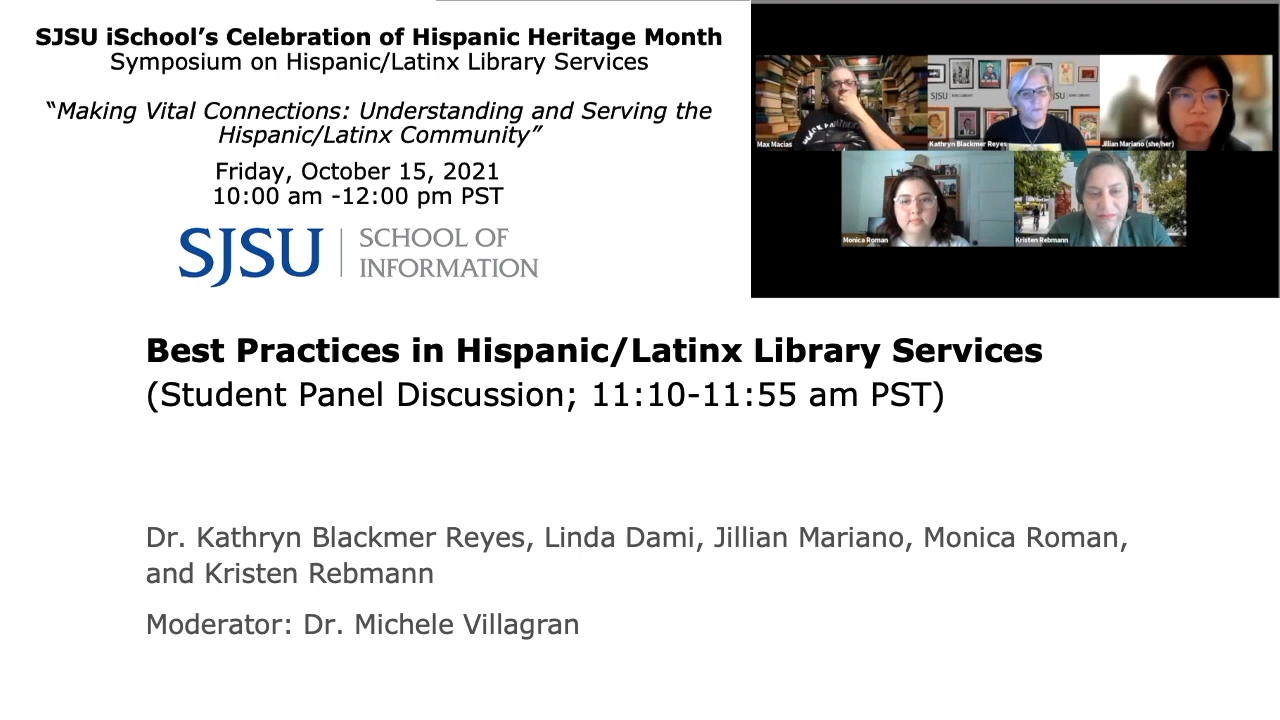 SJSU iSchool's Celebration of Hispanic Heritage Month
Symposium on Hispanic/Latinx Library Services
“Making Vital Connections: Understanding and Serving the
Hispanic/Latinx Community”
Friday, October 15, 2021
10:00 am -12:00 pm PST
SJSU | SCHOOL OF
INFORMATION
Max Macias
Kathryn Blackmer Reyes
Jillian Mariano (she/her)
Monica Roman
Kristen Rebmann
Best Practices in Hispanic/Latinx Library Services
(Student Panel Discussion; 11:10-11:55 am PST)
Dr. Kathryn Blackmer Reyes, Linda Dami, Jillian Mariano, Monica Roman,
and Kristen Rebmann
Moderator: Dr. Michele Villagran